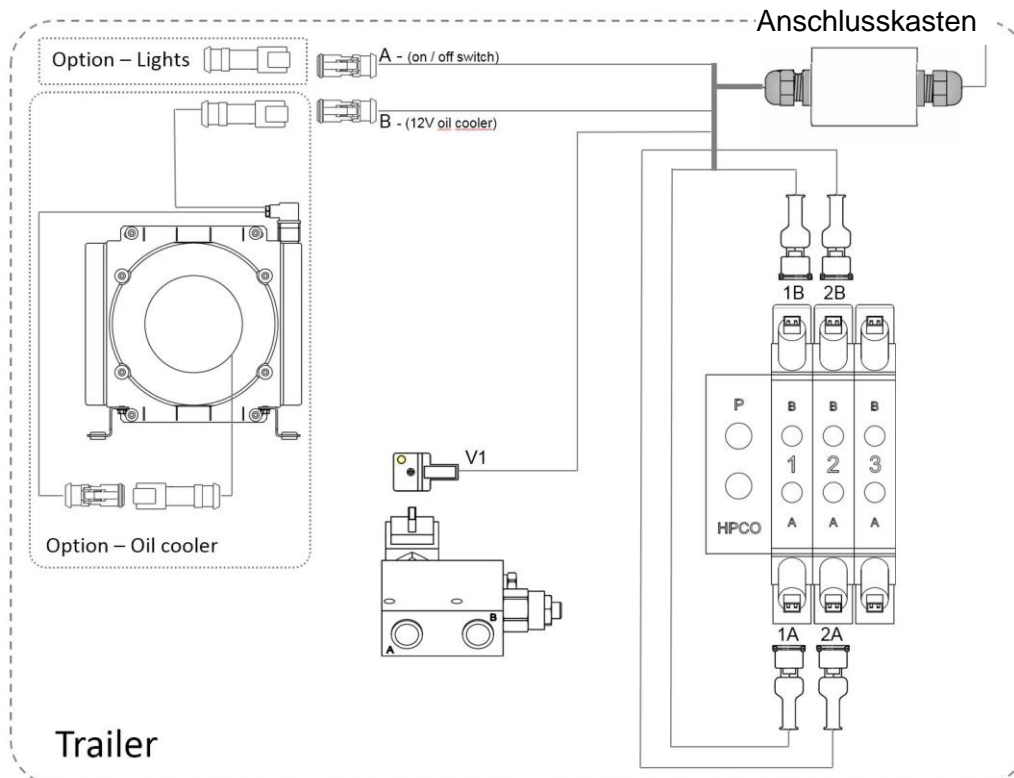 Anschlusskasten
Option – Lights
A - (on / off switch)
B - (12V oil cooler)
1B 2B
V1
P
B B B
1 2 3
A A A
HPCO
Option – Oil cooler
A B
1A 2A
Trailer